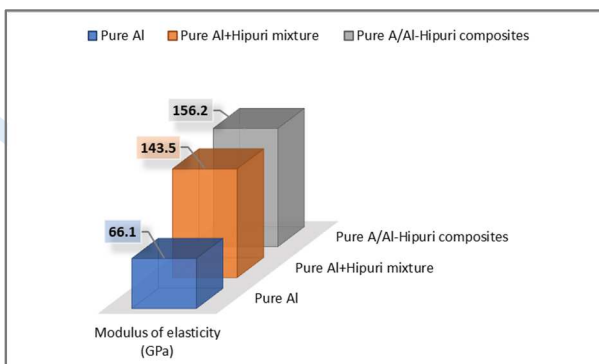 Pure Al Pure Al+Hipuri mixture Pure A/Al-Hipuri composites
156.2
143.5
66.1
Pure A/Al-Hipuri composites
Pure Al+Hipuri mixture
Pure Al
Modulus of elasticity
(GPa)